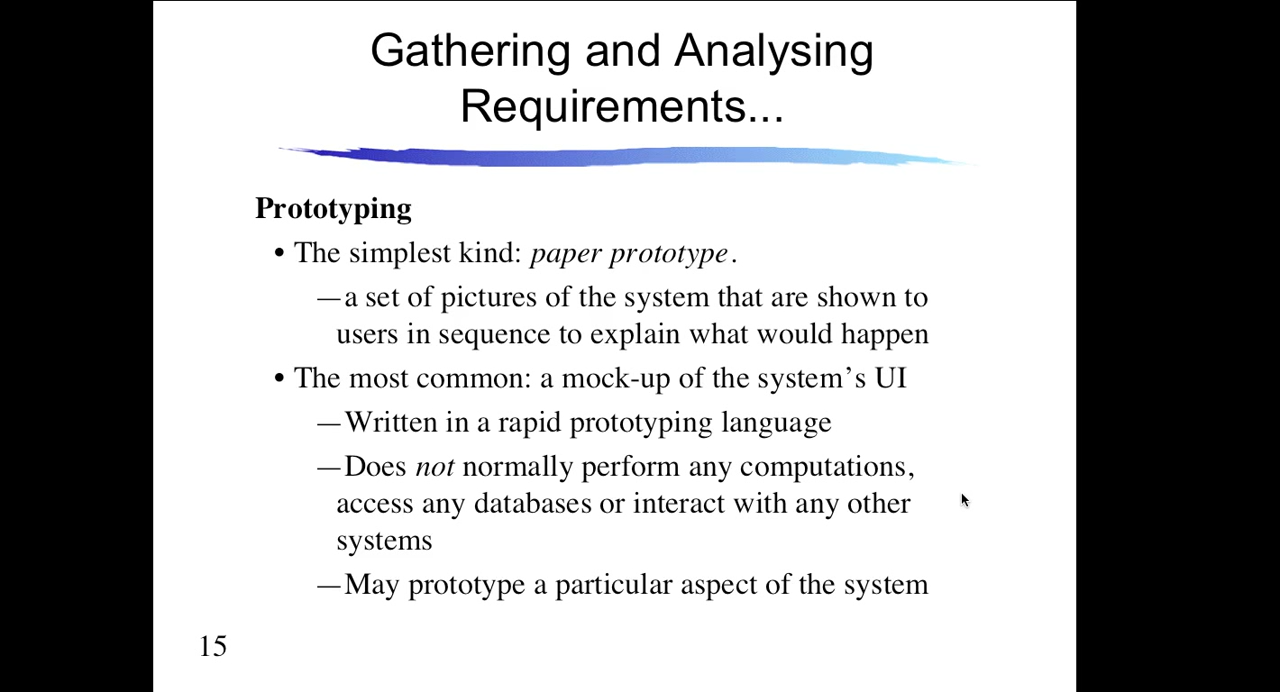 Gathering and Analysing
Requirements...
Prototyping
• The simplest kind: paper prototype.
—a set of pictures of the system that are shown to
users in sequence to explain what would happen
• The most common: a mock-up of the system’s UI
—Written in a rapid prototyping language
—Does not normally perform any computations,
access any databases or interact with any other
systems
—May prototype a particular aspect of the system
15